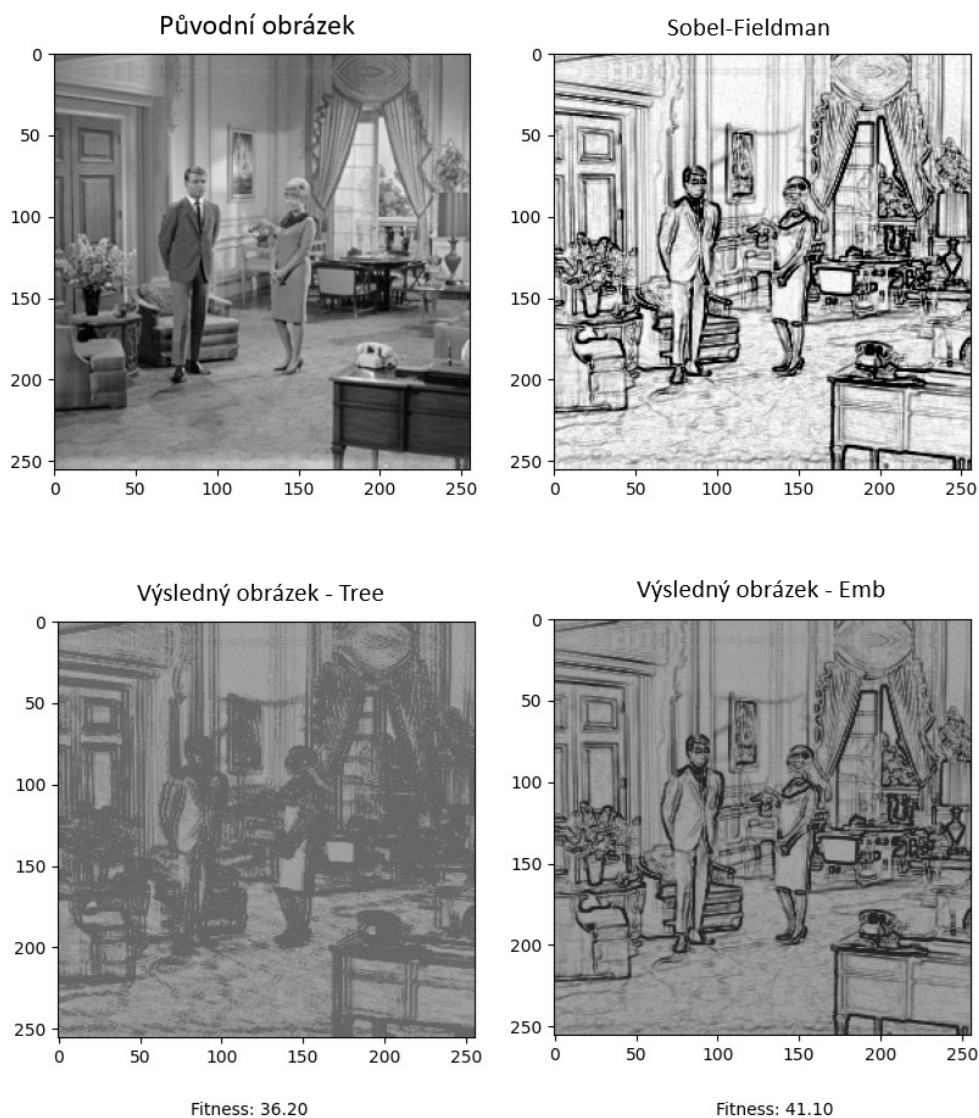 Původní obrázek
Sobel-Fieldman
0
50
100
150
200
250
0 50 100 150 200 250
0
50
100
150
200
250
0 50 100 150 200 250
Výsledný obrázek - Tree
Výsledný obrázek - Emb
0
50
100
150
200
250
0 50 100 150 200 250
0
50
100
150
200
250
0 50 100 150 200 250
Fitness: 36.20
Fitness: 41.10